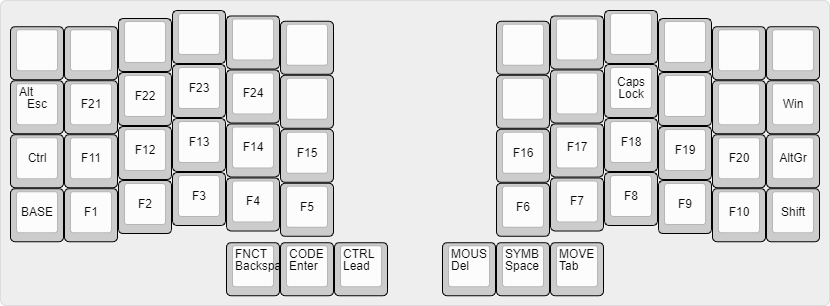 Alt
Esc
F21
F22
F23
F24
Caps
Lock
Win
Ctrl
F11
F12
F13
F14
F15
F16
F17
F18
F19
F20
AltGr
BASE
F1
F2
F3
F4
F5
F6
F7
F8
F9
F10
Shift
FNCT
Backspa
CODE
Enter
CTRL
Lead
MOUS
Del
SYMB
Space
MOVE
Tab